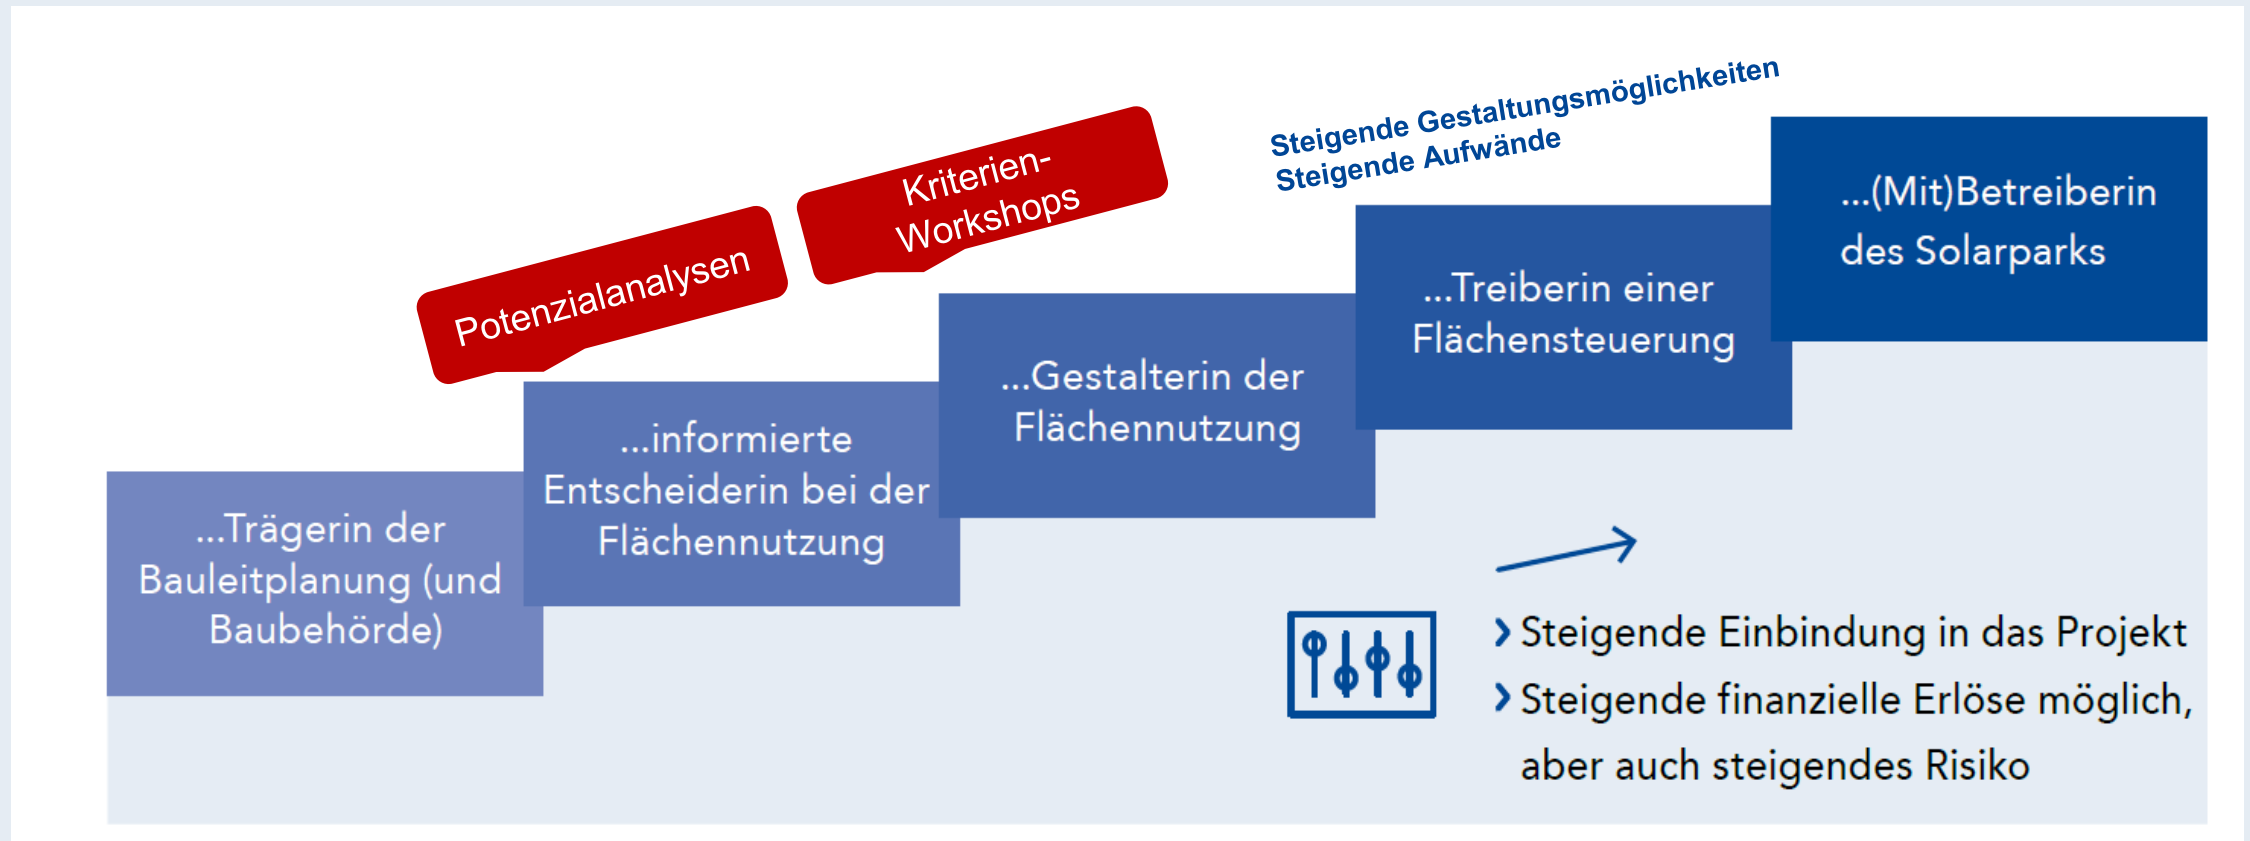 Steigende Gestaltungsmöglichkeiten
Steigende Aufwände
Kriterien-
Workshops
Potenzialanalysen
...Trägerin der
Bauleitplanung (und
Baubehörde)
...informierte
Entscheiderin bei der
Flächennutzung
...Gestalterin der
Flächennutzung
...Treiberin einer
Flächensteuerung
...(Mit)Betreiberin
des Solarparks
Steigende Einbindung in das Projekt
Steigende finanzielle Erlöse möglich,
aber auch steigendes Risiko